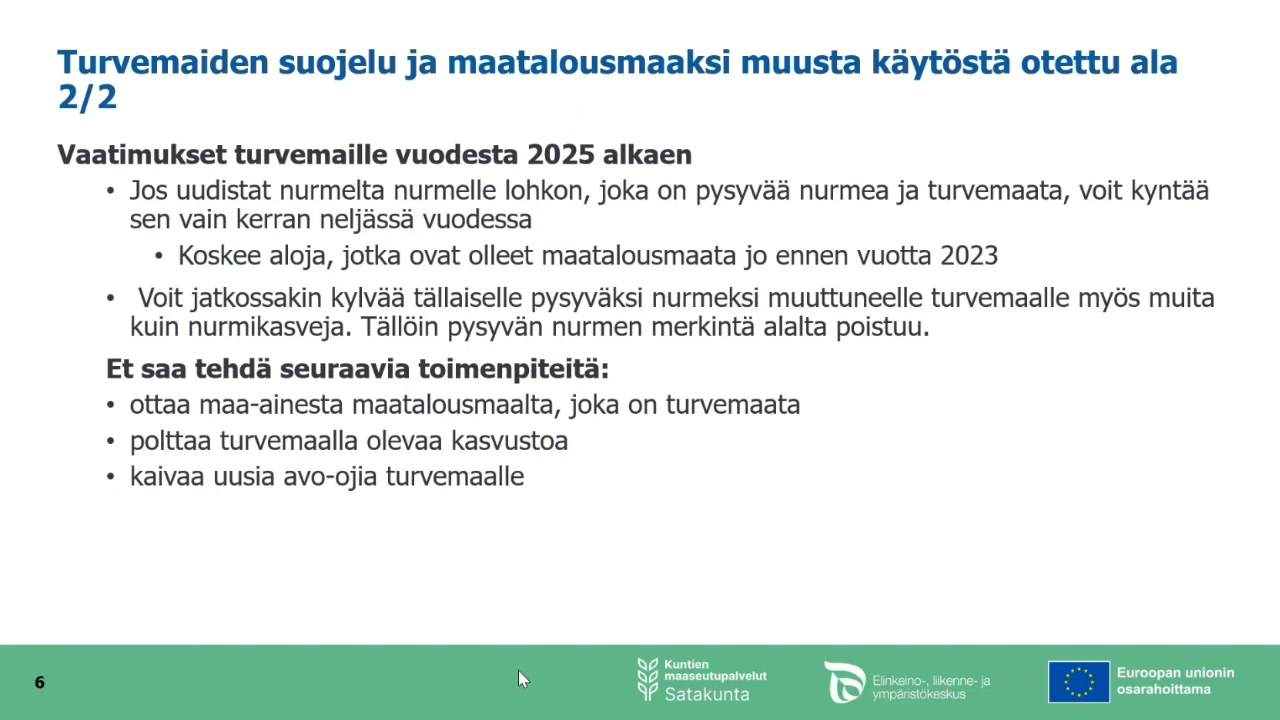 Turvemaiden suojelu ja maatalousmaaksi muusta käytöstä otettu ala
2/2
Vaatimukset turvemaille vuodesta 2025 alkaen
• Jos uudistat nurmelta nurmelle lohkon, joka on pysyvää nurmea ja turvemaata, voit kyntää
sen vain kerran neljässä vuodessa
• Koskee aloja, jotka ovat olleet maatalousmaata jo ennen vuotta 2023
• Voit jatkossakin kylvää tällaiselle pysyväksi nurmeksi muuttuneelle turvemaalle myös muita
kuin nurmikasveja. Tällöin pysyvän nurmen merkintä alalta poistuu.
Et saa tehdä seuraavia toimenpiteitä:
• ottaa maa-ainesta maatalousmaalta, joka on turvemaata
• polttaa turvemaalla olevaa kasvustoa
• kaivaa uusia avo-ojia turvemaalle
6
Kuntien
maaseutupalvelut
Satakunta
Elinkeino-, liikenne- ja
ympäristökeskus
Euroopan unionin
osarahoittama